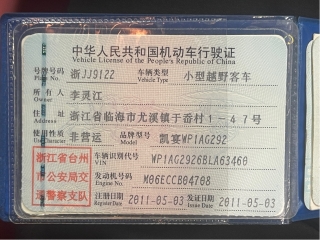 中华人民共和国机动车行驶证
Vehicle License of the People's Republic of China
号牌号码 浙JJ9122 车辆类型 小型越野客车
Plate No. Vehicle Type
所有人 李灵江
Owner
住址 浙江省临海市尤溪镇下香村1-47号
Address
使用性质 非营运 品牌型号 凯宴WP1AG292
Use Character Model
浙江省台州 车辆识别代号 WP1AG2926BLA63460
VIN
市公安局交 发动机号码 M06ECCB04708
Engine No.
通警察支队 注册日期 2011-05-03 发证日期 2011-05-03
Register Date Issue Date